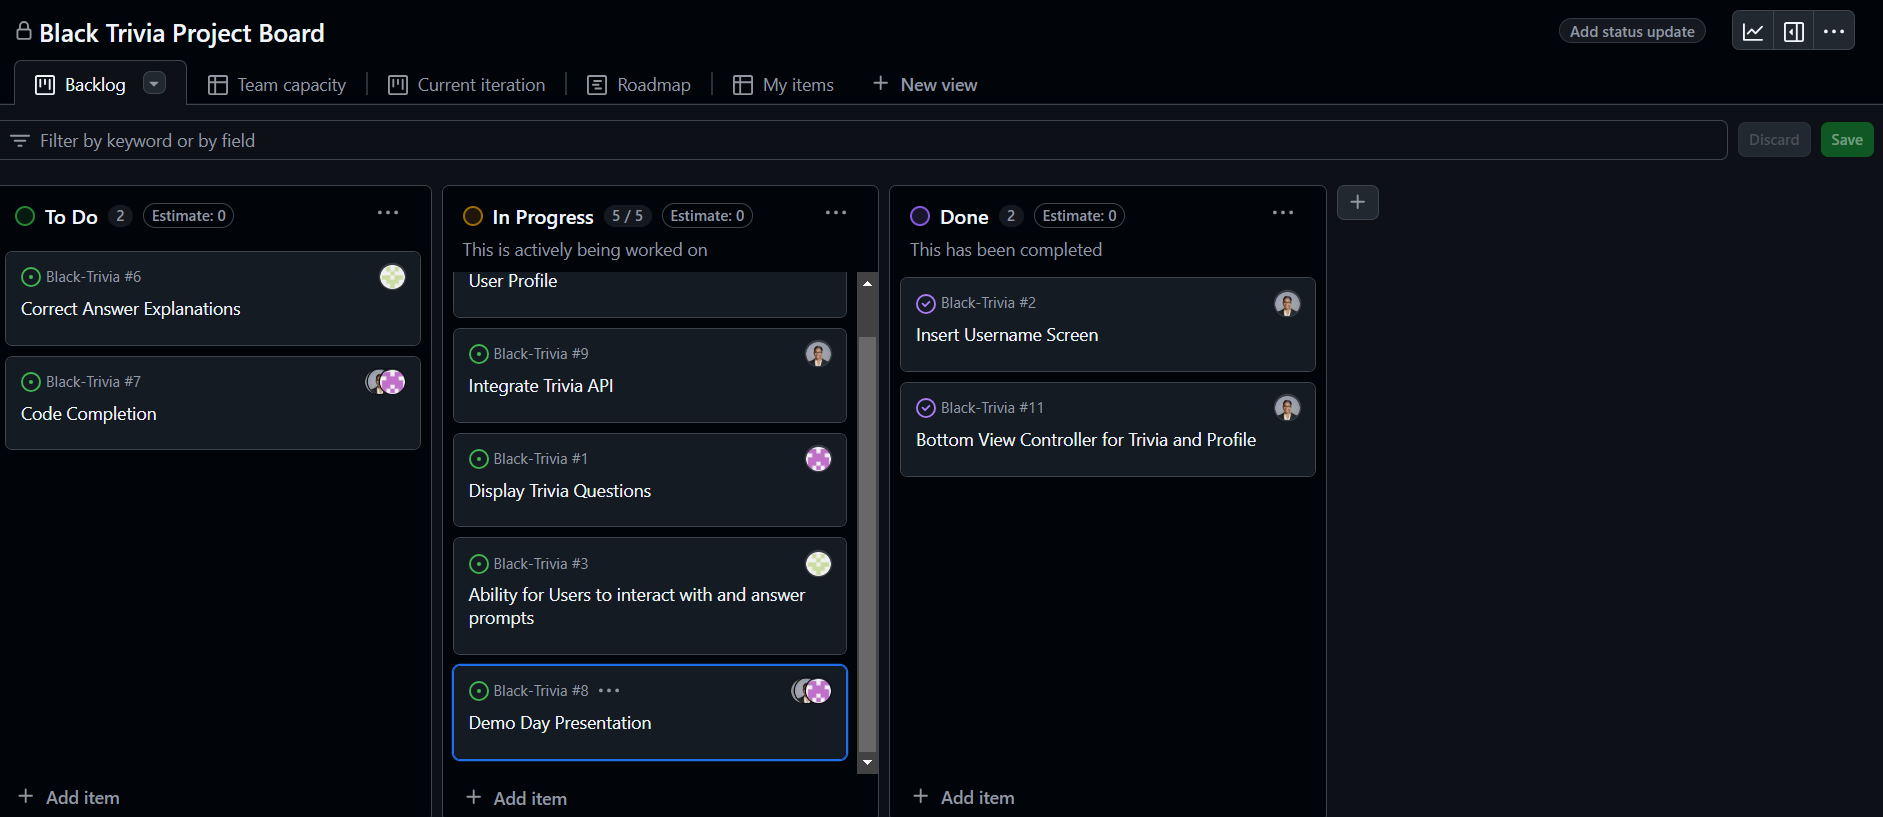 Black Trivia Project Board
Add status update
Backlog
Team capacity
Current iteration
Roadmap
My items
New view
Filter by keyword or by field
Discard
Save
To Do 2 Estimate: 0
Black-Trivia #6
Correct Answer Explanations
Black-Trivia #7
Code Completion
Add item
In Progress 5 / 5 Estimate: 0
This is actively being worked on
User Profile
Black-Trivia #9
Integrate Trivia API
Black-Trivia #1
Display Trivia Questions
Black-Trivia #3
Ability for Users to interact with and answer
prompts
Black-Trivia #8
Demo Day Presentation
Add item
Done 2 Estimate: 0
This has been completed
Black-Trivia #2
Insert Username Screen
Black-Trivia #11
Bottom View Controller for Trivia and Profile
Add item